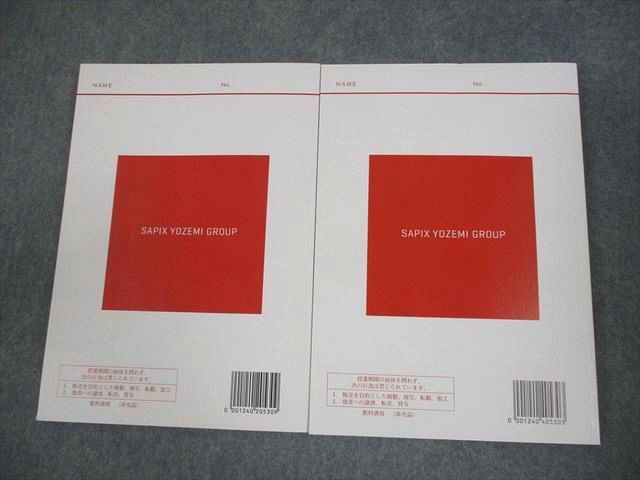 NAME No.
SAPIX YOZEMI GROUP
授業期間の前後を問わず、
次の行為は禁じられています。
1. 販売を目的とした複製、複写、転載、加工
2. 他者への譲渡、転売、貸与
教科書用 (非売品)
0 001240 205309
NAME No.
SAPIX YOZEMI GROUP
授業期間の前後を問わず、
次の行為は禁じられています。
1. 販売を目的とした複製、複写、転載、加工
2. 他者への譲渡、転売、貸与
教科書用 (非売品)
0 001240 405303